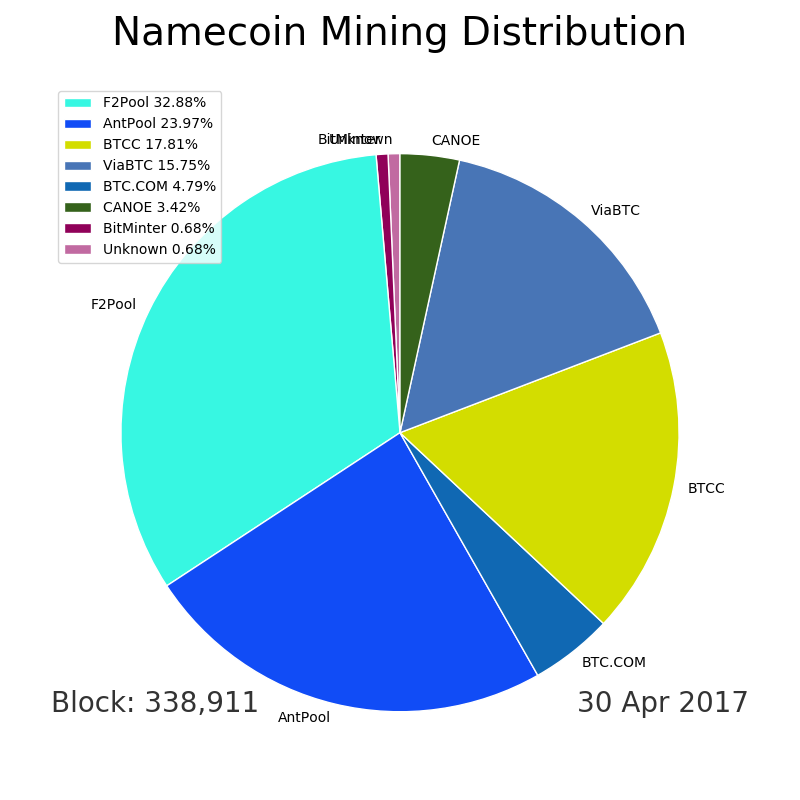 Namecoin Mining Distribution
F2Pool 32.88%
AntPool 23.97%
BTCC 17.81%
ViaBTC 15.75%
BTC.COM 4.79%
CANOE 3.42%
BitMinter 0.68%
Unknown 0.68%
BitMinter
Unknown
CANOE
ViaBTC
F2Pool
BTCC
BTC.COM
AntPool
Block: 338,911
30 Apr 2017